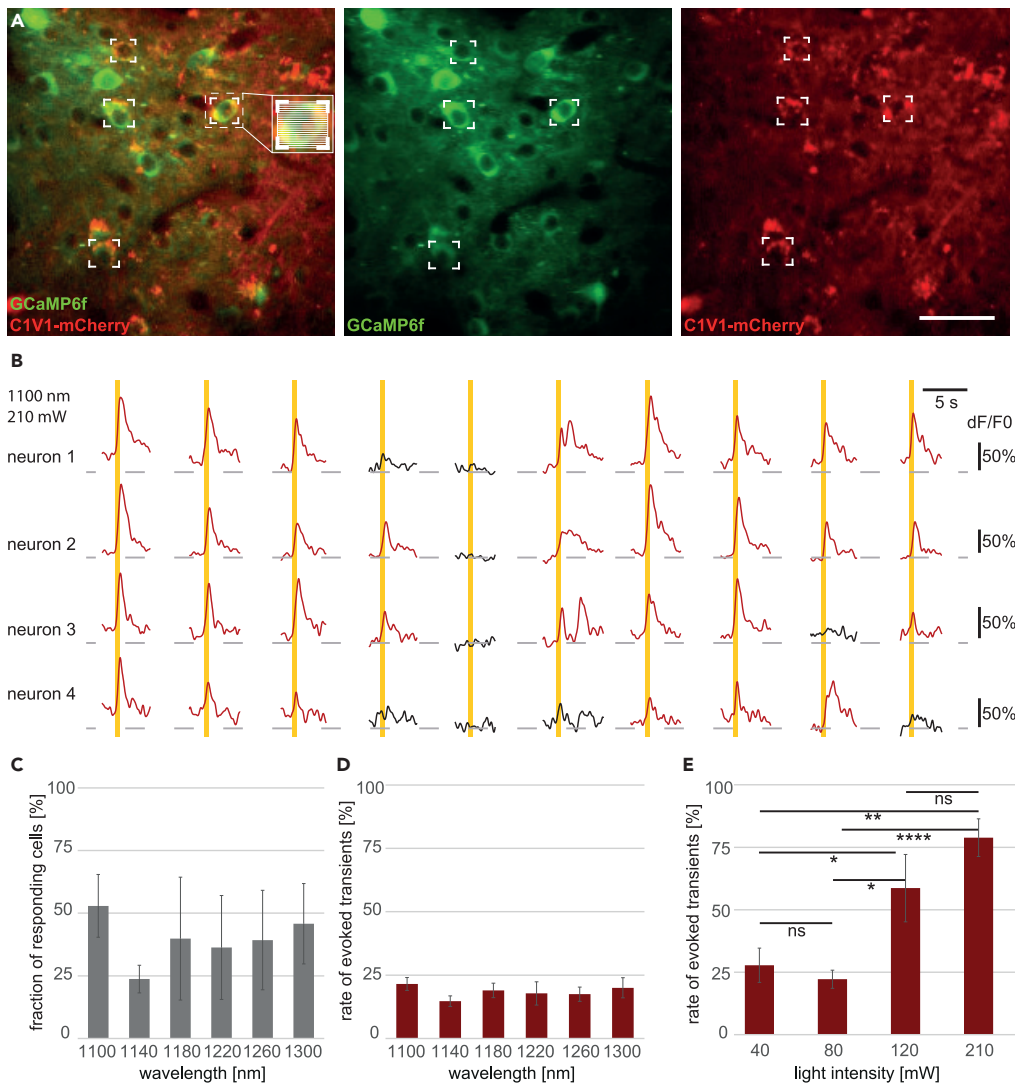 A
GCaMP6f
C1V1-mCherry
GCaMP6f
C1V1-mCherry
B
1100 nm
210 mW
5 s
dF/F0
neuron 1
50%
neuron 2
50%
neuron 3
50%
neuron 4
50%
C
fraction of responding cells [%]
100
75
50
25
0
1100 1140 1180 1220 1260 1300
wavelength [nm]
D
rate of evoked transients [%]
100
75
50
25
0
1100 1140 1180 1220 1260 1300
wavelength [nm]
E
rate of evoked transients [%]
100
75
50
25
0
ns
**
****
*
*
ns
40 80 120 210
light intensity [mW]